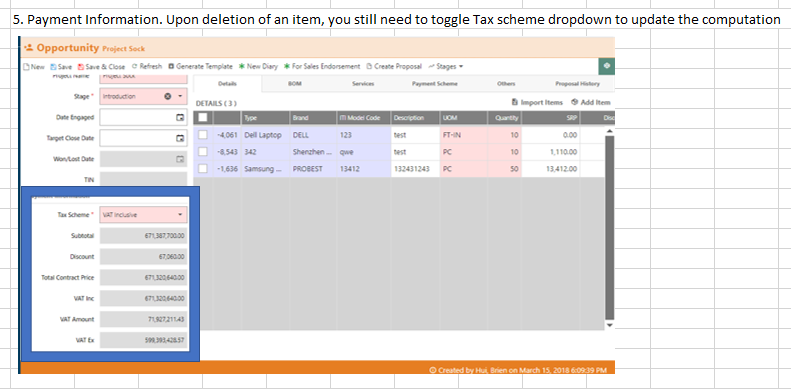 5. Payment Information. Upon deletion of an item, you still need to toggle Tax scheme dropdown to update the computation
Opportunity Project Sock
New Save Save & Close Refresh Generate Template New Diary For Sales Endorsement Create Proposal Stages
Project Name Project Sock
Details BOM Services Payment Scheme Others Proposal History
Stage * Introduction
DETAILS ( 3 ) Import Items Add Item
Date Engaged
Type Brand ITI Model Code Description UOM Quantity SRP Disc
Target Close Date
-4,061 Dell Laptop DELL 123 test FT-IN 10 0.00
Won/Lost Date
-8,543 342 Shenzhen ... qwe test PC 10 1,110.00
-1,636 Samsung ... PROBEST 13412 132431243 PC 50 13,412.00
TIN
Tax Scheme * VAT Inclusive
Subtotal 671,387,700.00
Discount 67,060.00
Total Contract Price 671,320,640.00
VAT Inc 671,320,640.00
VAT Amount 71,927,211.43
VAT Ex 599,393,428.57
Created by Hui, Brien on March 15, 2018 6:09:39 PM